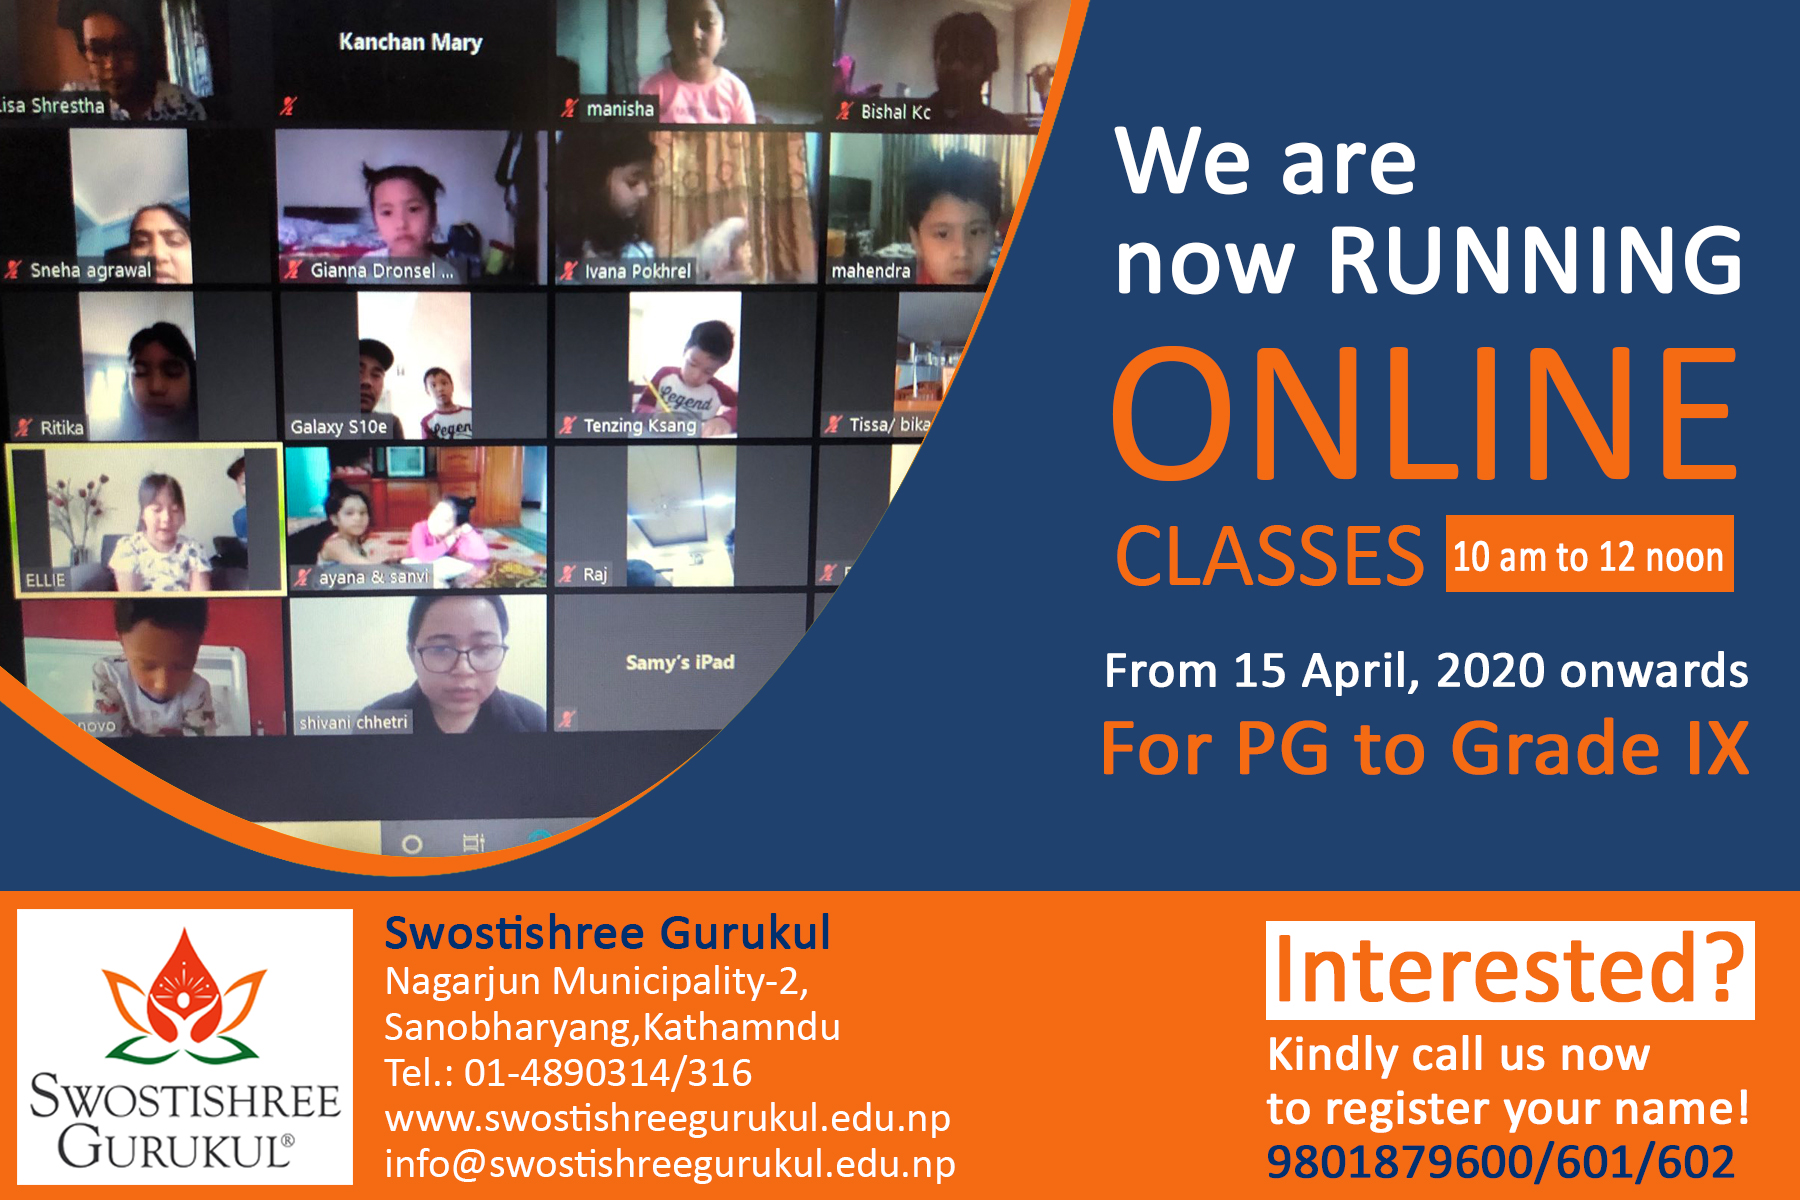 isa Shrestha
Kanchan Mary
manisha
Bishal Kc
Sneha agrawal
Gianna Dronsel ...
Ivana Pokhrel
mahendra
Ritika
Galaxy S10e
Legend
Legen
Tenzing Ksang
Tissa/ bika
ELLIE
ayana & sanvi
Raj
novo
shivani chhetri
Samy's iPad
We are
now RUNNING
ONLINE
CLASSES 10 am to 12 noon
From 15 April, 2020 onwards
For PG to Grade IX
SWOSTISHREE
GURUKUL®
Swostishree Gurukul
Nagarjun Municipality-2,
Sanobharyang,Kathamndu
Tel.: 01-4890314/316
www.swostishreegurukul.edu.np
info@swostishreegurukul.edu.np
Interested?
Kindly call us now
to register your name!
9801879600/601/602